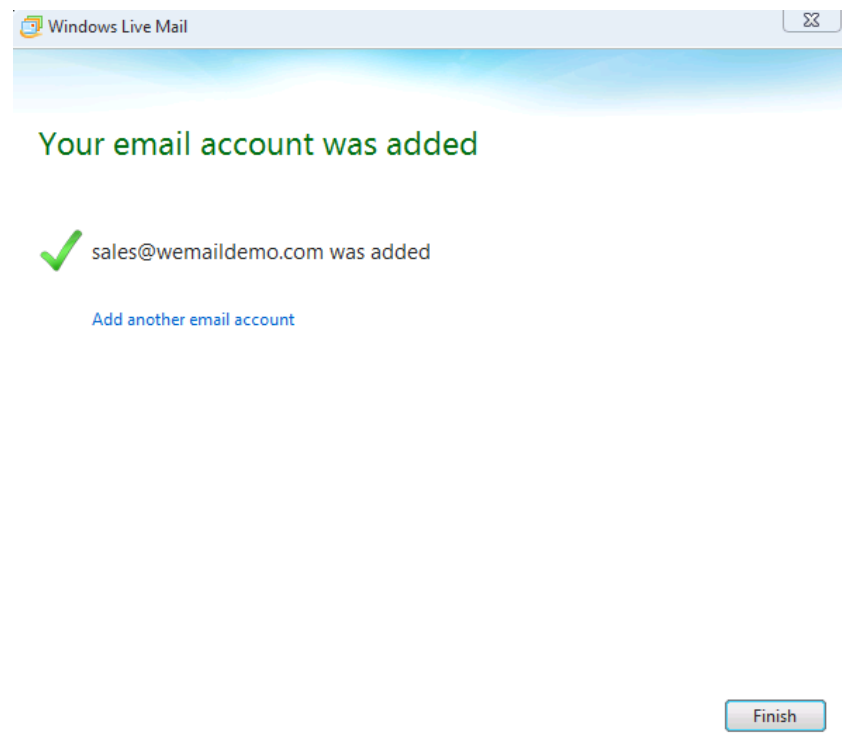 Windows Live Mail
Your email account was added
sales@wemaildemo.com was added
Add another email account
Finish